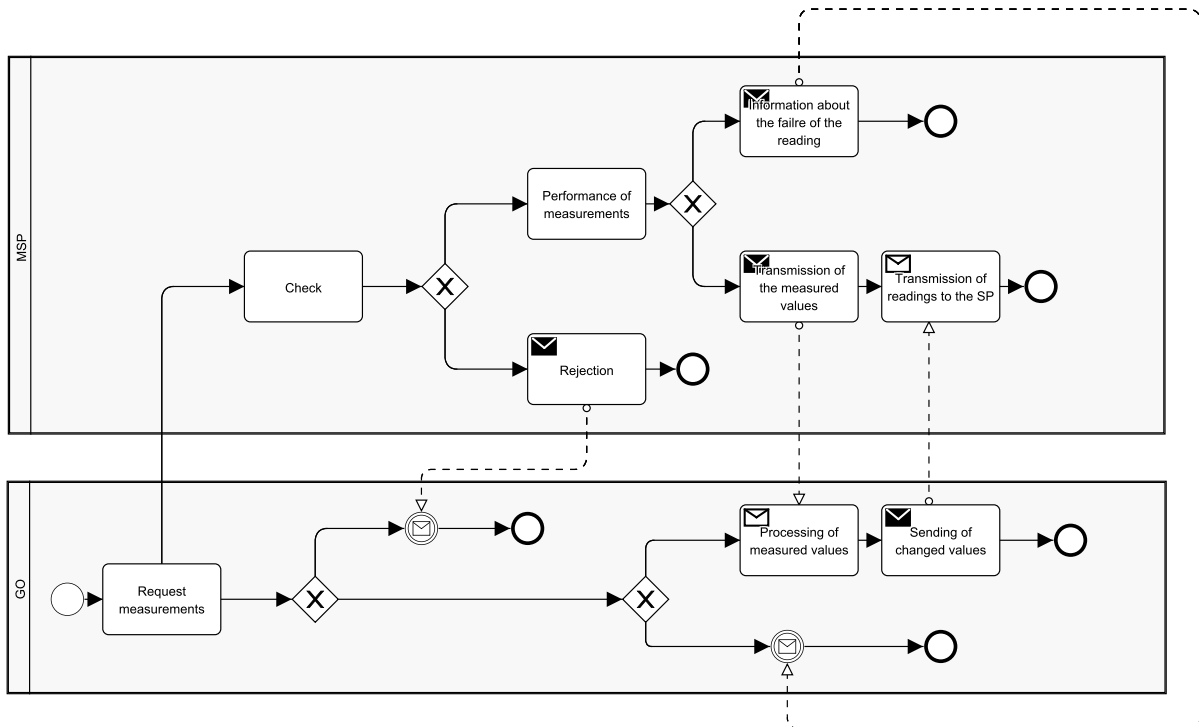 MSP
Information about
the failre of the
reading
Performance of
measurements
Check
Transmission of
the measured
values
Transmission of
readings to the SP
Rejection
GO
Request
measurements
Processing of
measured values
Sending of
changed values